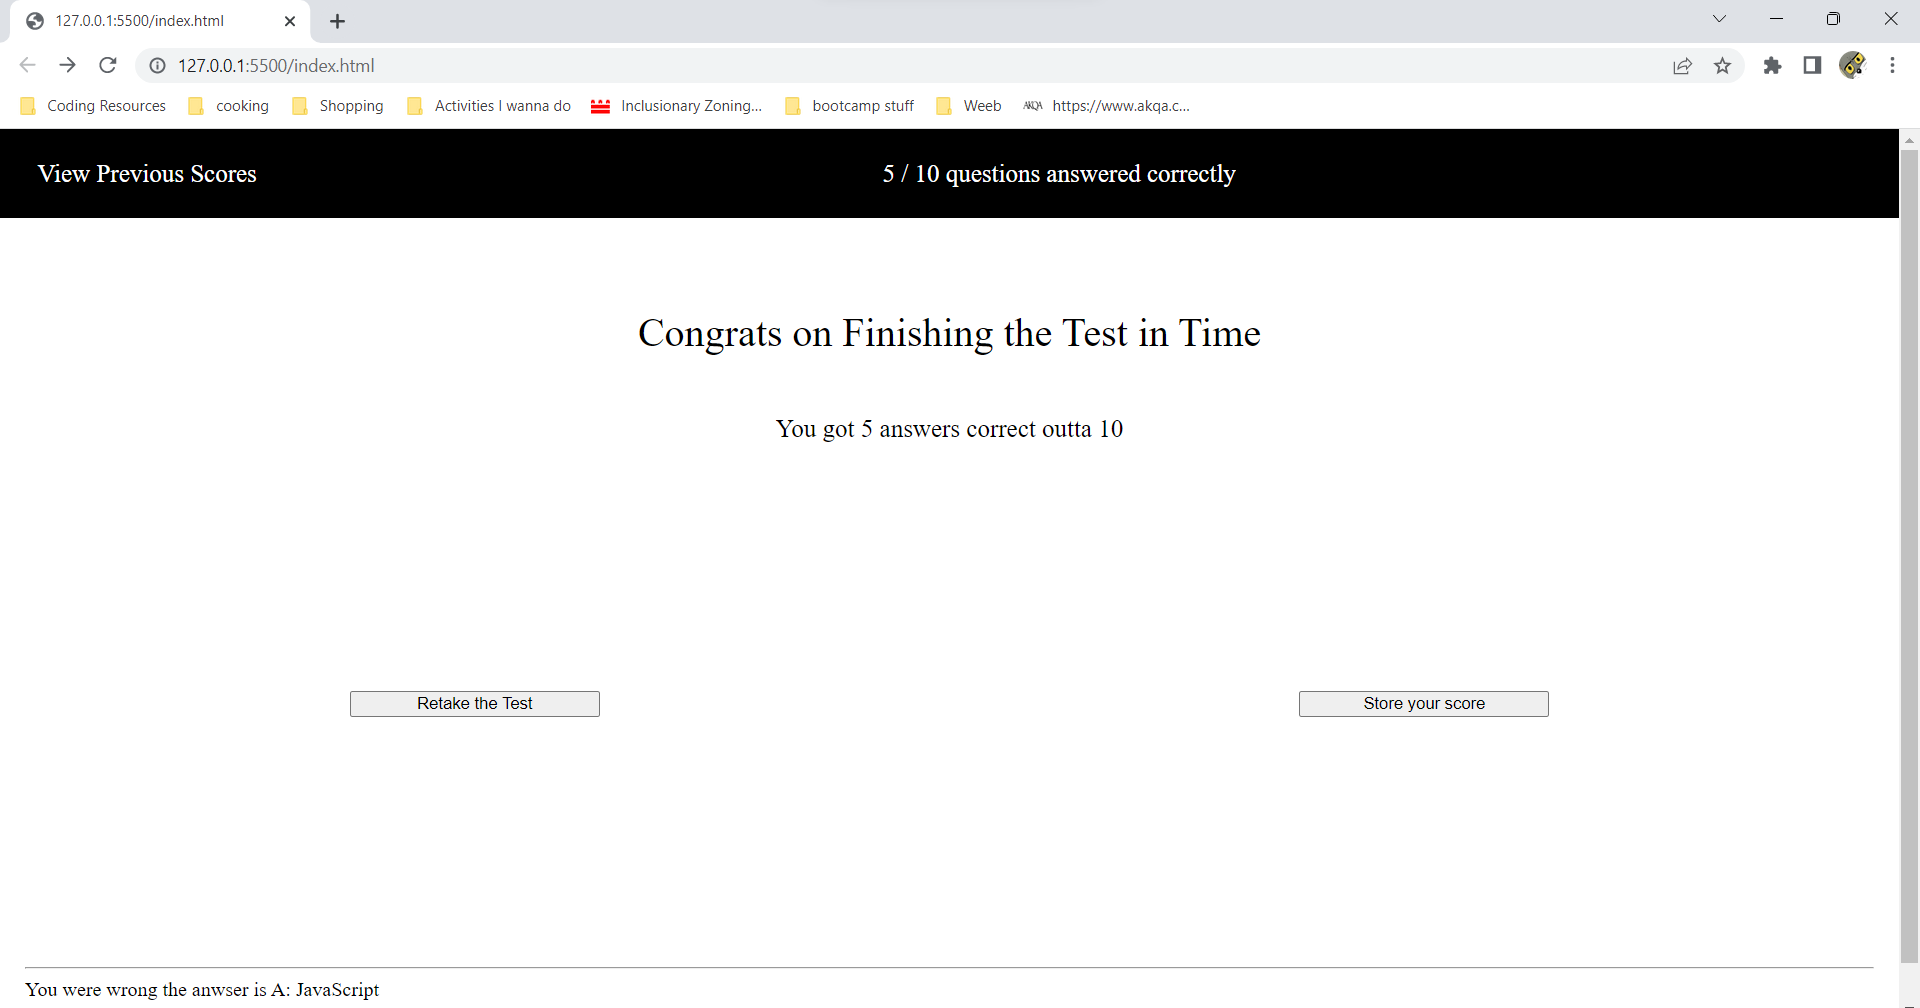 127.0.0.1:5500/index.html
127.0.0.1:5500/index.html
Coding Resources cooking Shopping Activities I wanna do Inclusionary Zoning... bootcamp stuff Weeb AKQA https://www.akqa.c...
View Previous Scores 5 / 10 questions answered correctly
Congrats on Finishing the Test in Time
You got 5 answers correct outta 10
Retake the Test Store your score
You were wrong the anwser is A: JavaScript